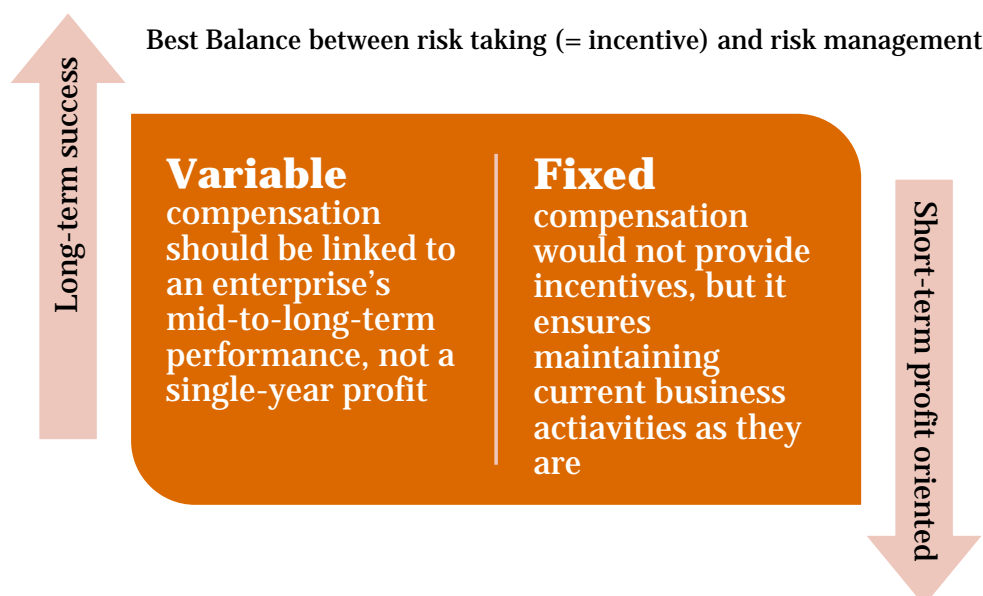 Best Balance between risk taking (= incentive) and risk management
Long-term success
Variable
compensation
should be linked to
an enterprise's
mid-to-long-term
performance, not a
single-year profit
Fixed
compensation
would not provide
incentives, but it
ensures
maintaining
current business
actiavities as they
are
Short-term profit oriented